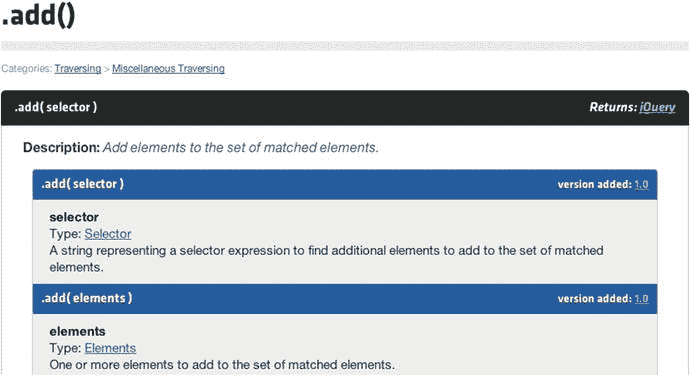 .add()
Categories: Traversing > Miscellaneous Traversing
.add( selector ) Returns: jQuery
Description: Add elements to the set of matched elements.
.add( selector ) version added: 1.0
selector
Type: Selector
A string representing a selector expression to find additional elements to add to the set of matched
elements.
.add( elements ) version added: 1.0
elements
Type: Elements
One or more elements to add to the set of matched elements.